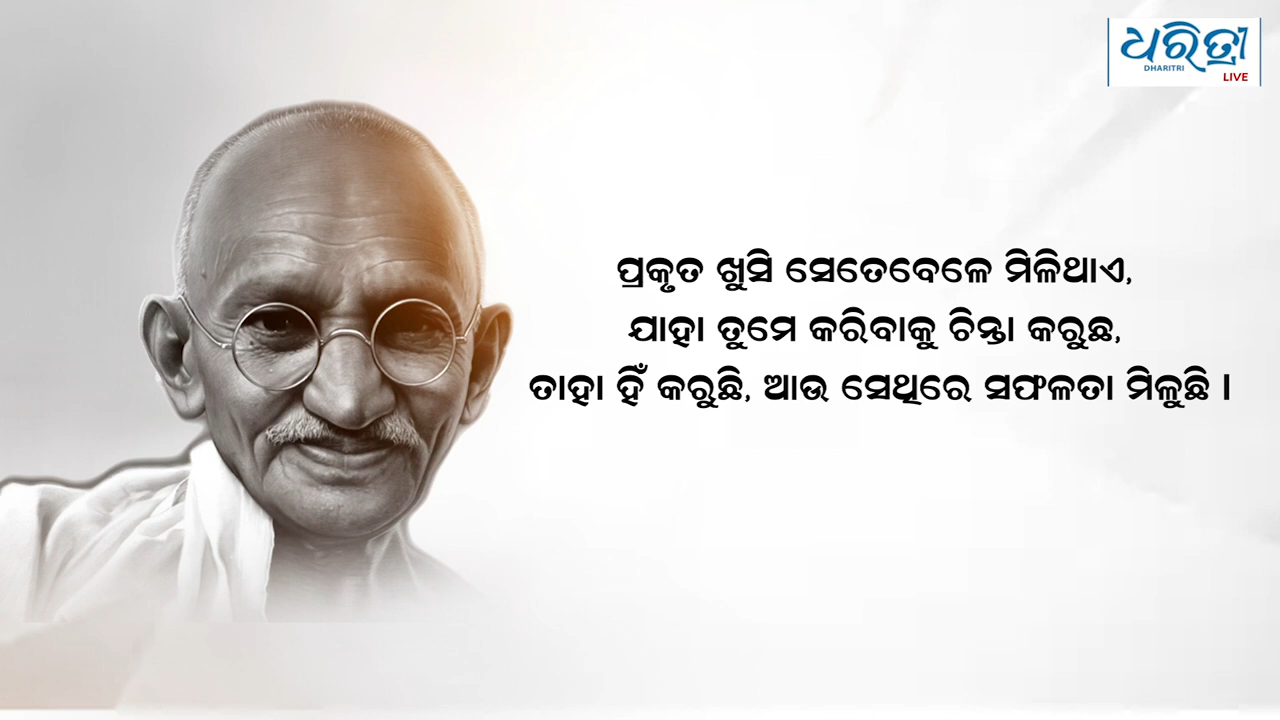 ଧରିତ୍ରୀ
DHARITRI
LIVE
ପ୍ରକୃତ ଖୁସି ସେତେବେଳେ ମିଳିଥାଏ,
ଯାହା ତୁମେ କରିବାକୁ ଚିନ୍ତା କରୁଛ,
ତାହା ହିଁ କରୁଛି, ଆଉ ସେଥିରେ ସଫଳତା ମିଳୁଛି ।